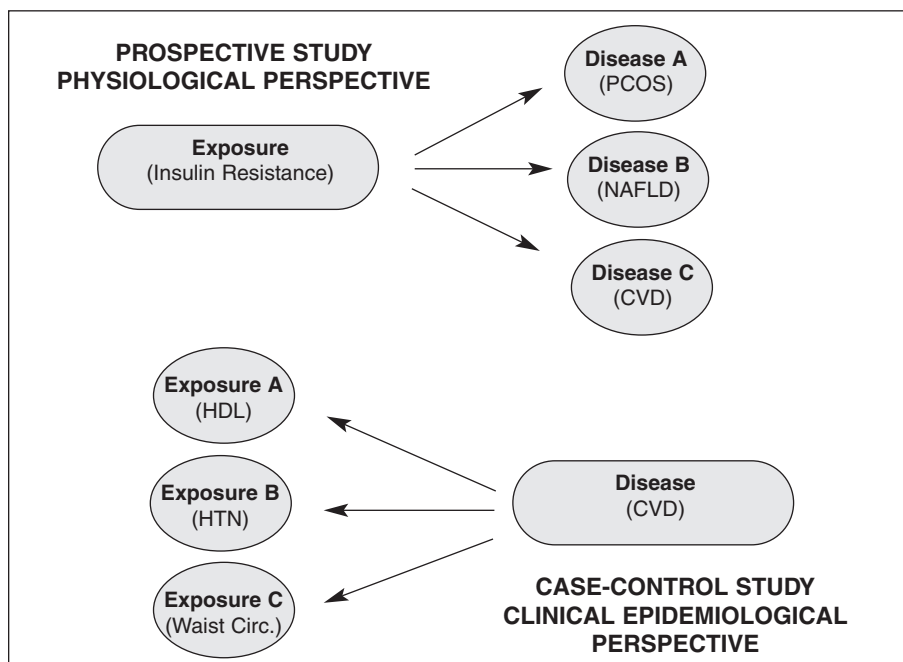 PROSPECTIVE STUDY
PHYSIOLOGICAL PERSPECTIVE
Exposure
(Insulin Resistance)
Disease A
(PCOS)
Disease B
(NAFLD)
Disease C
(CVD)
Exposure A
(HDL)
Exposure B
(HTN)
Exposure C
(Waist Circ.)
Disease
(CVD)
CASE-CONTROL STUDY
CLINICAL EPIDEMIOLOGICAL
PERSPECTIVE